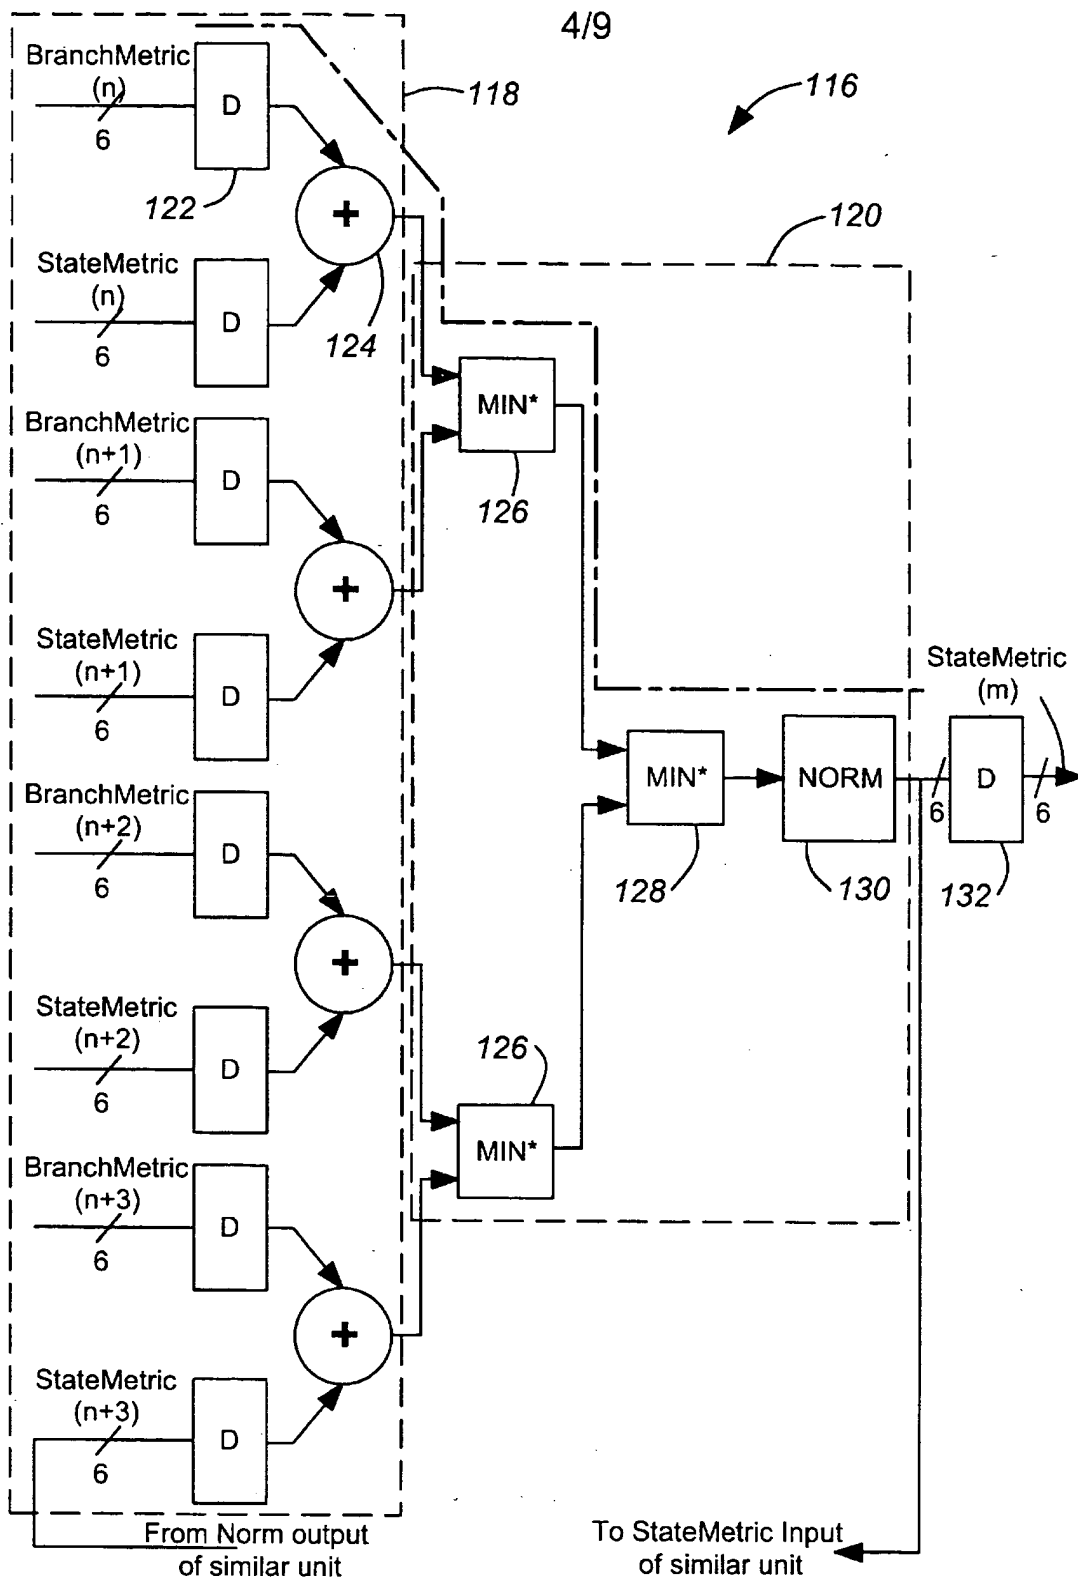 4/9
BranchMetric
(n)
6
D
118
116
122
+
120
StateMetric
(n)
6
D
124
MIN*
126
BranchMetric
(n+1)
6
D
+
StateMetric
(n+1)
6
D
StateMetric
(m)
MIN*
NORM
6
D
6
128
130
132
BranchMetric
(n+2)
6
D
+
StateMetric
(n+2)
6
D
126
MIN*
BranchMetric
(n+3)
6
D
+
StateMetric
(n+3)
6
D
From Norm output
of similar unit
To StateMetric Input
of similar unit